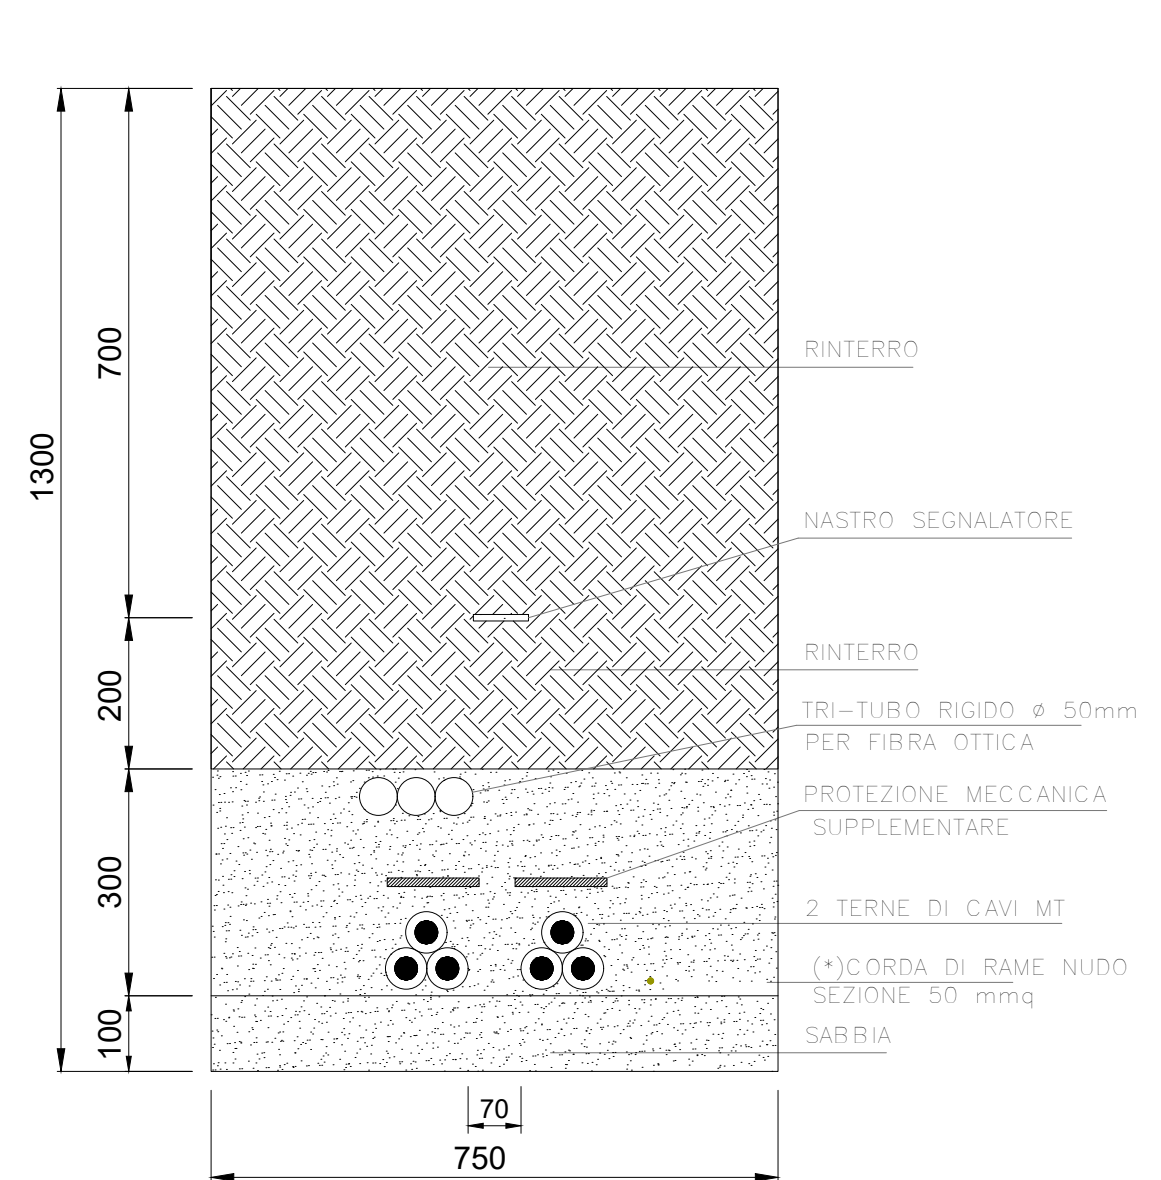 700
RINTERRO
1300
NASTRO SEGNALATORE
200
RINTERRO
TRI-TUBO RIGIDO ø 50mm
PER FIBRA OTTICA
PROTEZIONE MECCANICA
SUPPLEMENTARE
300
2 TERNE DI CAVI MT
(*)CORDA DI RAME NUDO
SEZIONE 50 mmq
100
SABBIA
70
750